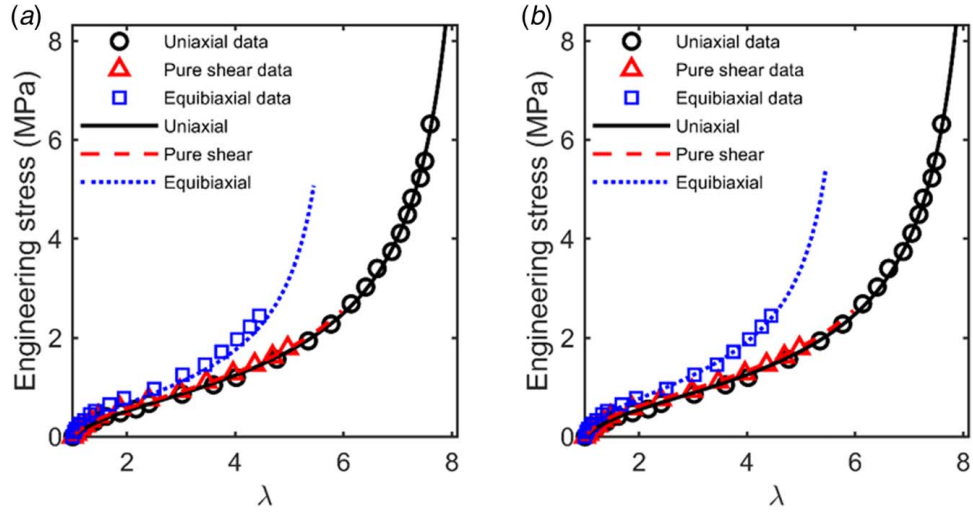 (a)
Engineering stress (MPa)
8
6
4
2
0
Uniaxial data
Pure shear data
Equibiaxial data
Uniaxial
Pure shear
Equibiaxial
2 4 6 8
λ
(b)
Engineering stress (MPa)
8
6
4
2
0
Uniaxial data
Pure shear data
Equibiaxial data
Uniaxial
Pure shear
Equibiaxial
2 4 6 8
λ